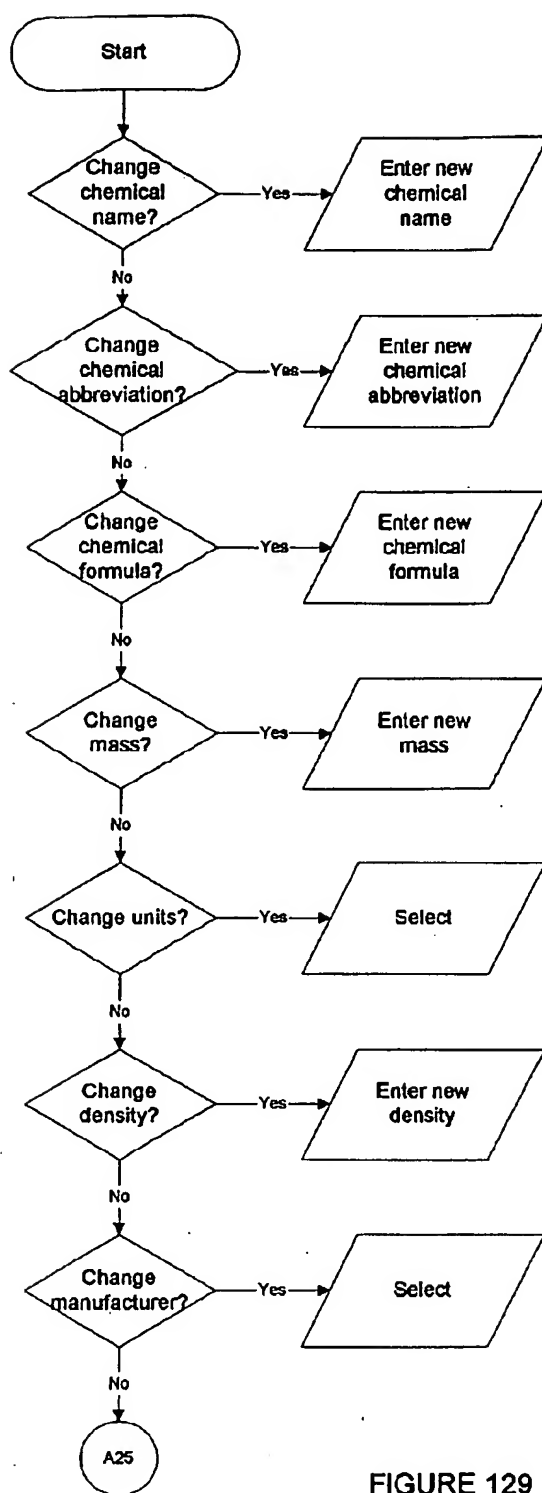 Start
Change
chemical
name?
Yes
Enter new
chemical
name
No
Change
chemical
abbreviation?
Yes
Enter new
chemical
abbreviation
No
Change
chemical
formula?
Yes
Enter new
chemical
formula
No
Change
mass?
Yes
Enter new
mass
No
Change units?
Yes
Select
No
Change
density?
Yes
Enter new
density
No
Change
manufacturer?
Yes
Select
No
A25
FIGURE 129